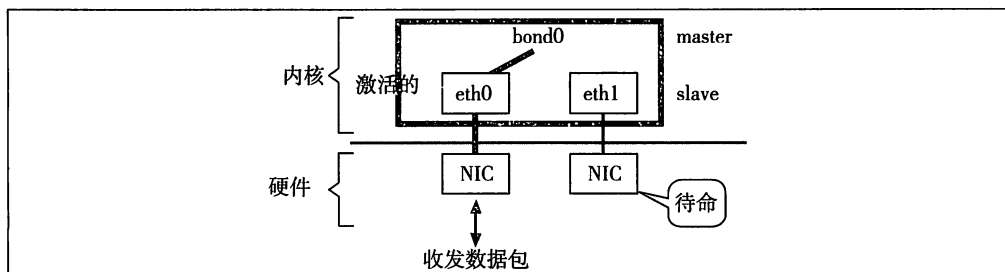 bond0
master
内核
激活的
eth0
eth1
slave
硬件
NIC
NIC
待命
收发数据包